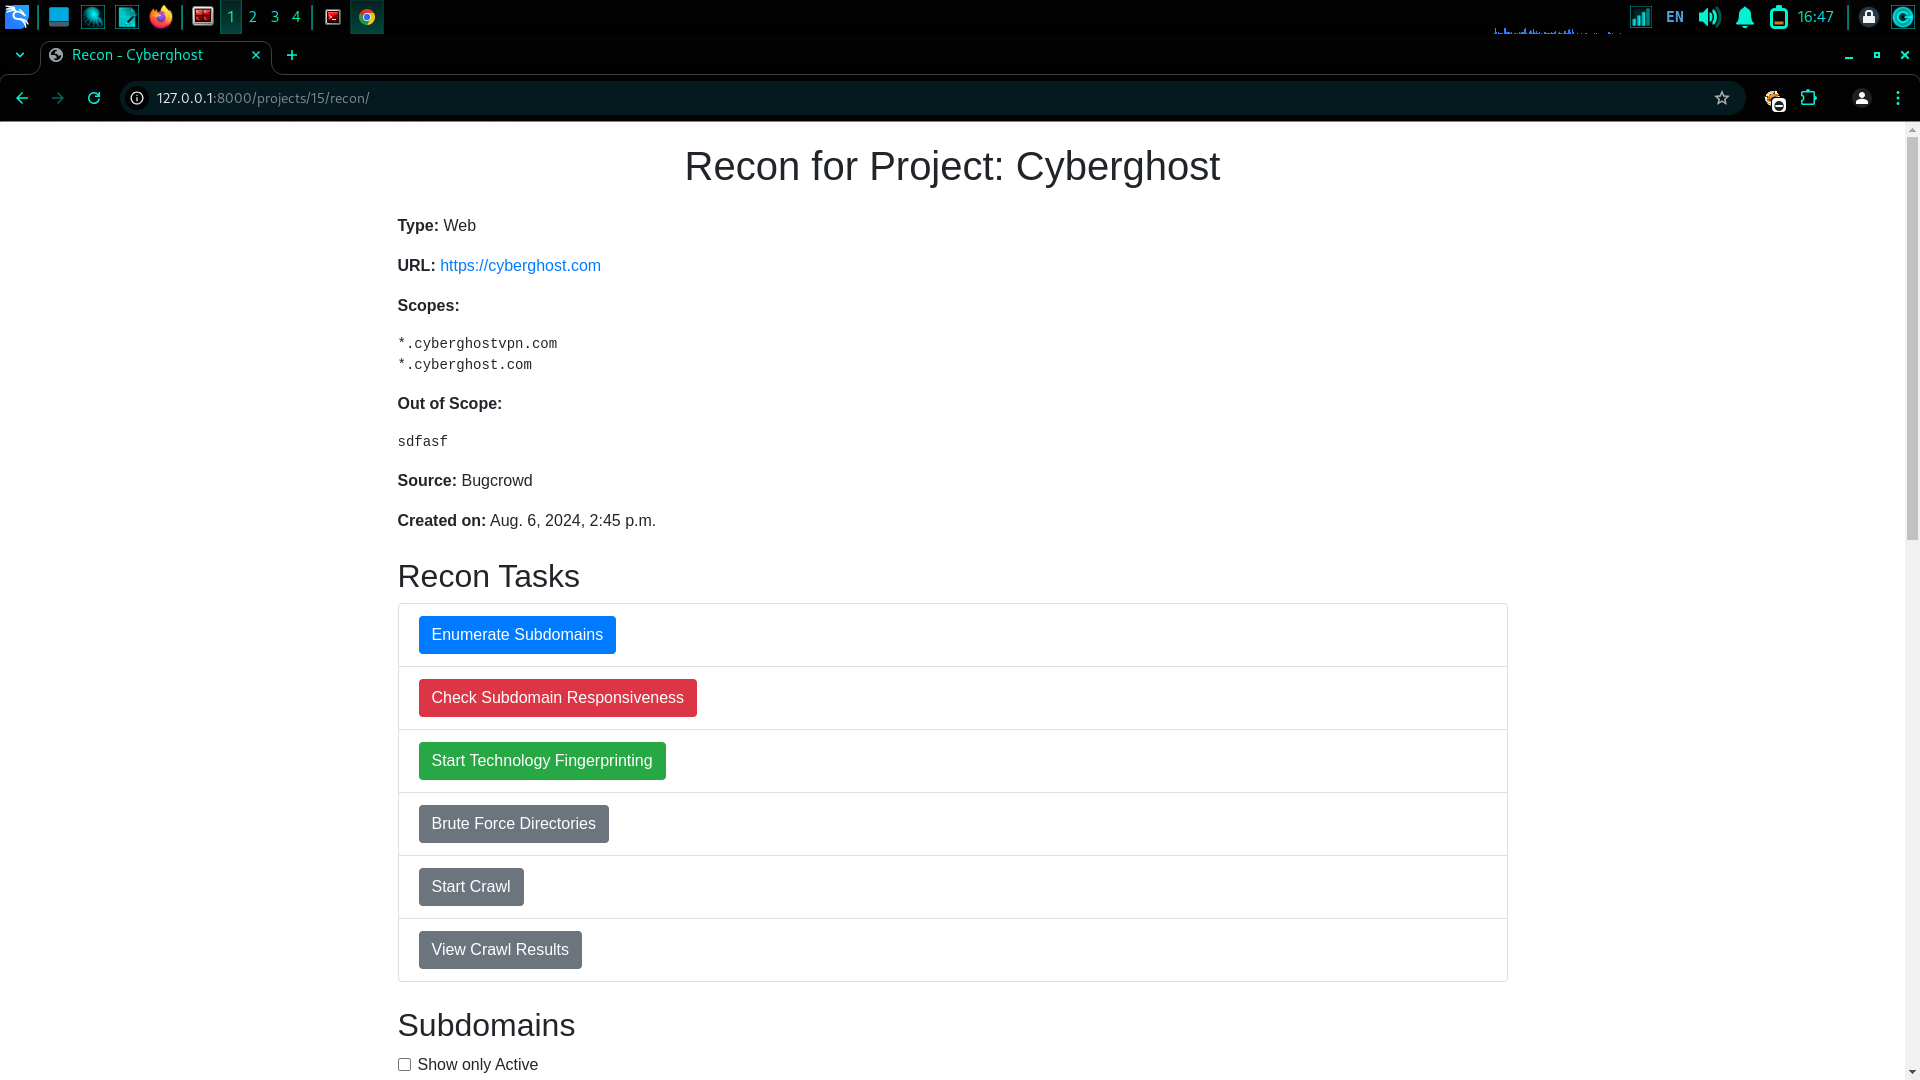 1 2 3 4
EN
16:47
Recon - Cyberghost
127.0.0.1:8000/projects/15/recon/
Recon for Project: Cyberghost
Type: Web
URL: https://cyberghost.com
Scopes:
*.cyberghostvpn.com
*.cyberghost.com
Out of Scope:
sdfasf
Source: Bugcrowd
Created on: Aug. 6, 2024, 2:45 p.m.
Recon Tasks
Enumerate Subdomains
Check Subdomain Responsiveness
Start Technology Fingerprinting
Brute Force Directories
Start Crawl
View Crawl Results
Subdomains
Show only Active